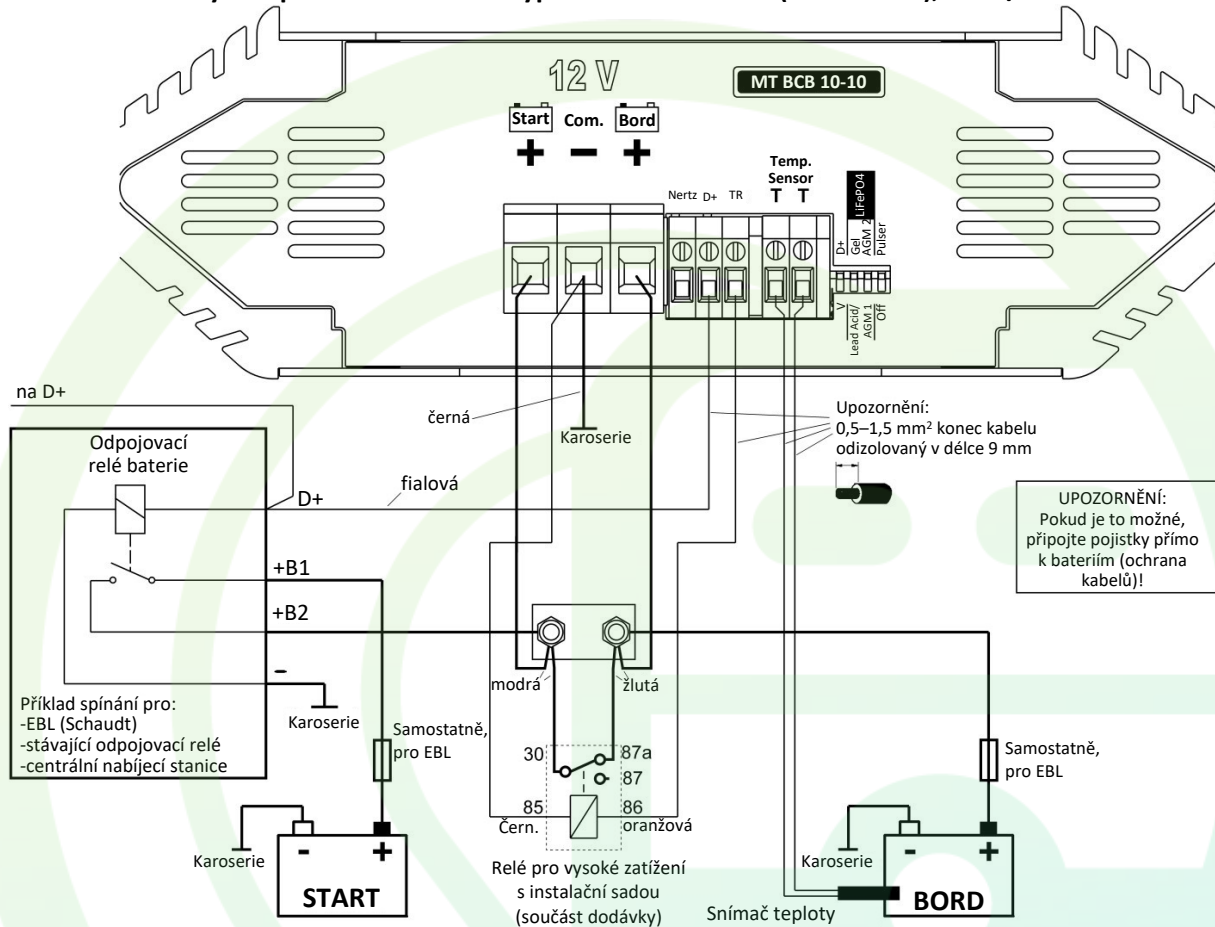 12 V
MT BCB 10-10
Start Com. Bord
+ − +
Temp.
Sensor
Nertz D+ TR T T
D+
Gel
AGM 2
LiFePO4
Pulser
V
Lead Acid/
AGM 1
Off
na D+
Odpojovací
relé baterie
D+
+B1
+B2
-
Příklad spínání pro:
-EBL (Schaudt)
-stávající odpojovací relé
-centrální nabíjecí stanice
černá
Karoserie
fialová
Upozornění:
0,5–1,5 mm² konec kabelu
odizolovaný v délce 9 mm
UPOZORNĚNÍ:
Pokud je to možné,
připojte pojistky přímo
k bateriím (ochrana
kabelů)!
modrá
žlutá
Karoserie
Samostatně,
pro EBL
30
87a
87
85
86
Čern.
oranžová
Relé pro vysoké zatížení
s instalační sadou
(součást dodávky)
Samostatně,
pro EBL
Karoserie
- +
START
Snímač teploty
Karoserie
- +
BORD